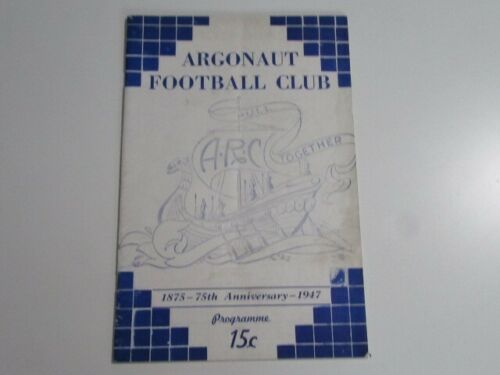 ARGONAUT
FOOTBALL CLUB
PULL
TOGETHER
A.R.C
1875-75th Anniversary-1947
Programme
15c